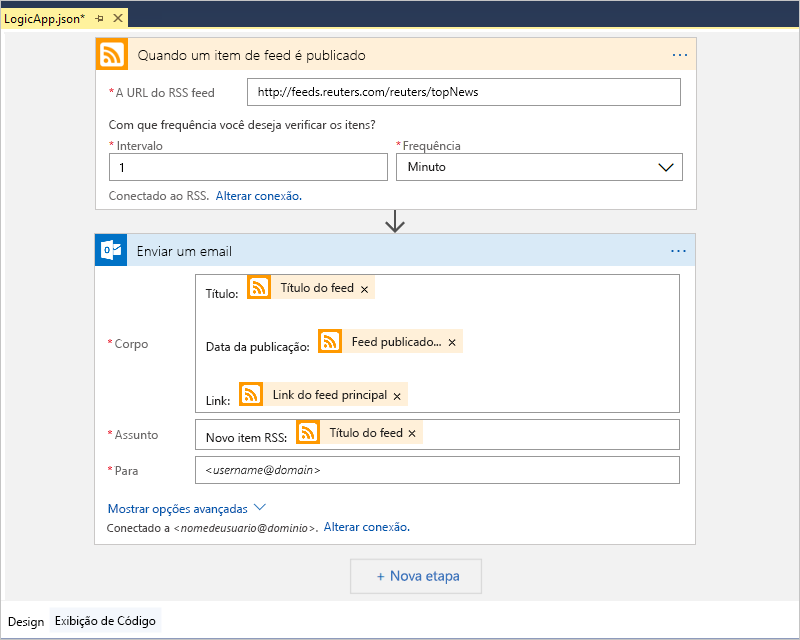 LogicApp.json*
Quando um item de feed é publicado
*A URL do RSS feed http://feeds.reuters.com/reuters/topNews
Com que frequência você deseja verificar os itens?
*Intervalo *Frequência
1 Minuto
Conectado ao RSS. Alterar conexão.
Enviar um email
Título: Título do feed ×
*Corpo
Data da publicação: Feed publicado... ×
Link: Link do feed principal ×
*Assunto Novo item RSS: Título do feed ×
*Para <username@domain>
Mostrar opções avançadas
Conectado a <nomedeusuario@dominio>. Alterar conexão.
+ Nova etapa
Design Exibição de Código